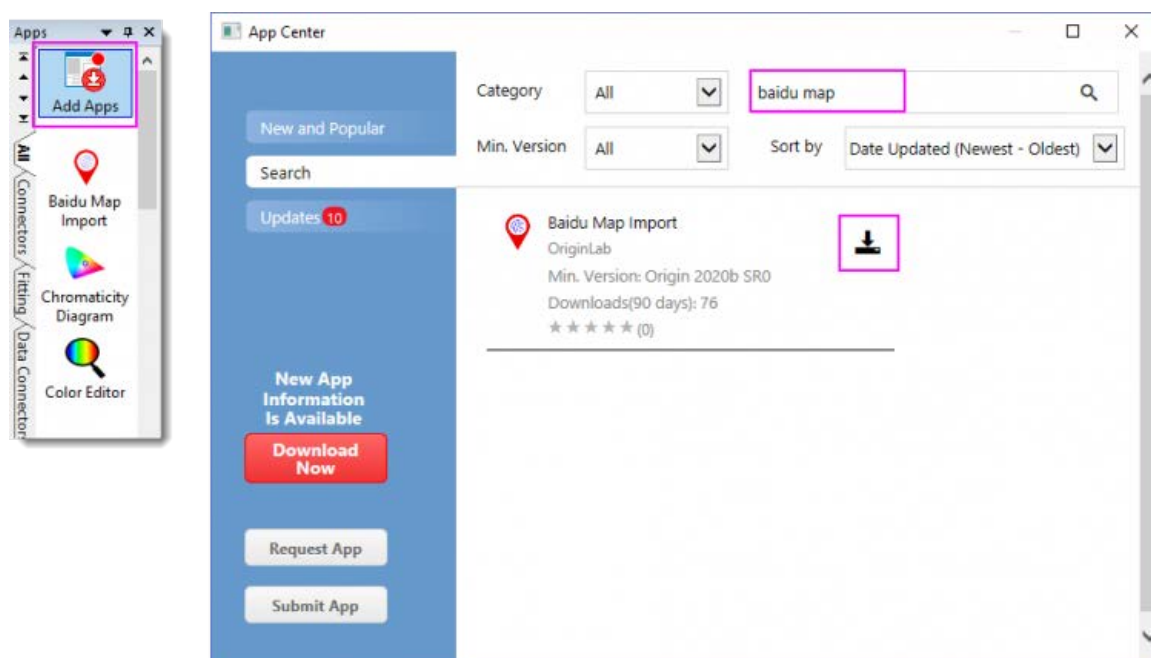 Apps
Add Apps
All
Connectors
Fitting
Data Connectors
Baidu Map
Import
Chromaticity
Diagram
Color Editor
App Center
New and Popular
Search
Updates 10
New App
Information
Is Available
Download
Now
Request App
Submit App
Category
All
baidu map
Min. Version
All
Sort by
Date Updated (Newest - Oldest)
Baidu Map Import
OriginLab
Min. Version: Origin 2020b SR0
Downloads(90 days): 76
★★★★★ (0)